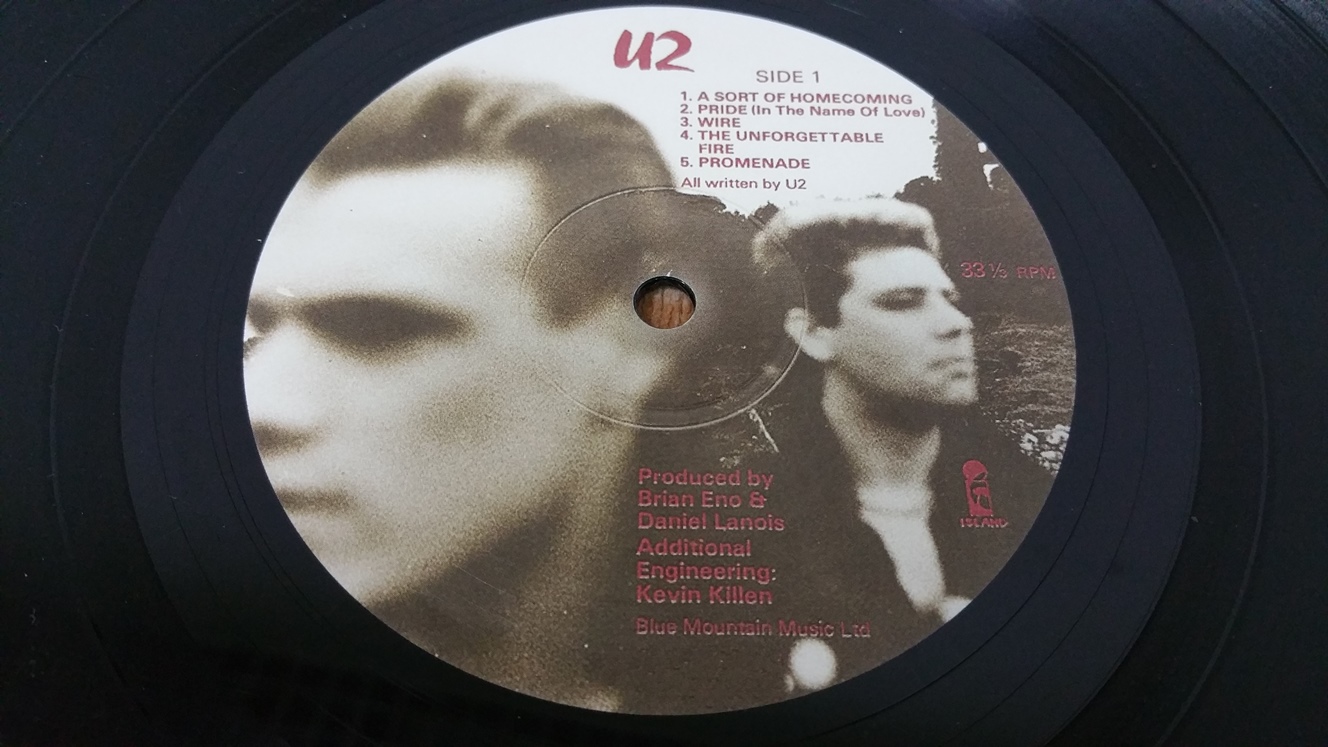 U2
SIDE 1
1. A SORT OF HOMECOMING
2. PRIDE (In The Name Of Love)
3. WIRE
4. THE UNFORGETTABLE
FIRE
5. PROMENADE
All written by U2
33⅓ RPM
Produced by
Brian Eno &
Daniel Lanois
Additional
Engineering:
Kevin Killen
ISLAND
Blue Mountain Music Ltd